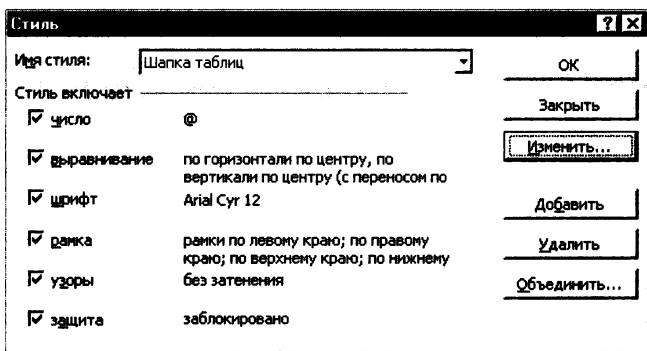 Стиль
Имя стиля: Шапка таблиц
ОК
Стиль включает
Закрыть
число @
Изменить...
выравнивание по горизонтали по центру, по
вертикали по центру (с переносом по
шрифт Arial Cyr 12
Добавить
рамка рамки по левому краю; по правому
краю; по верхнему краю; по нижнему
Удалить
узоры без затенения
Объединить...
защита заблокировано